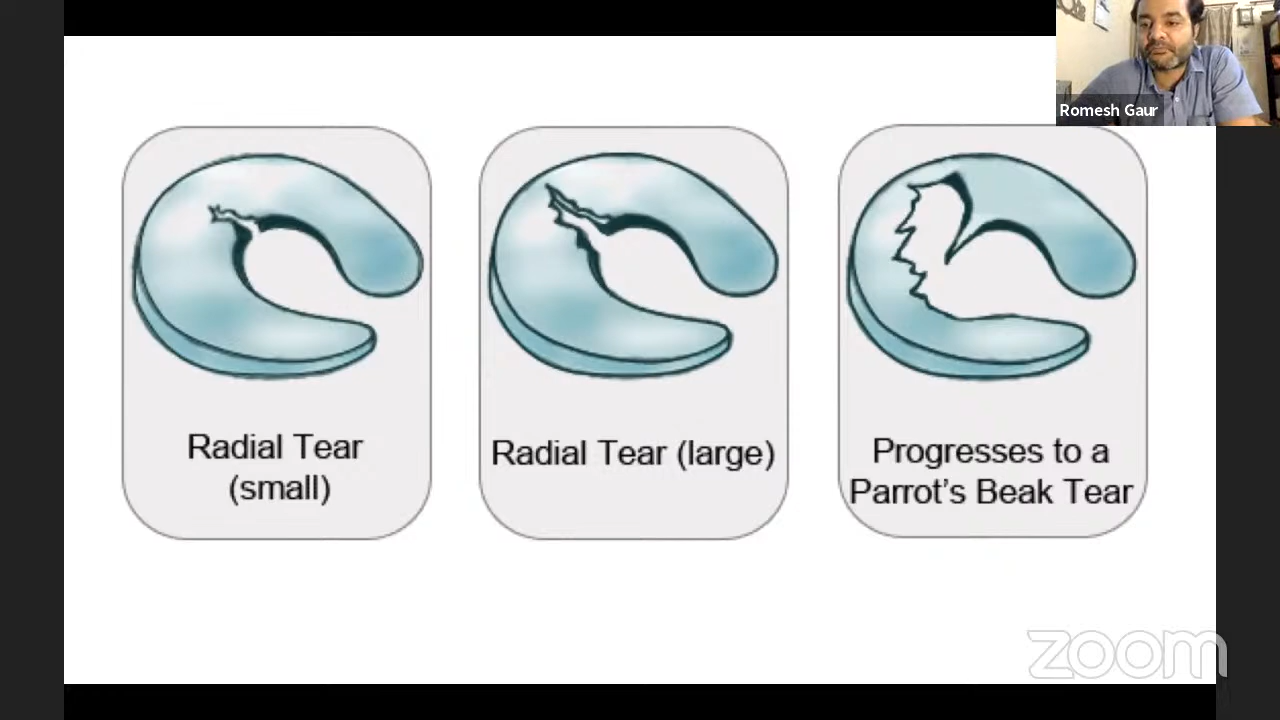 Romesh Gaur
Radial Tear
(small)
Radial Tear (large)
Progresses to a
Parrot's Beak Tear
zoom